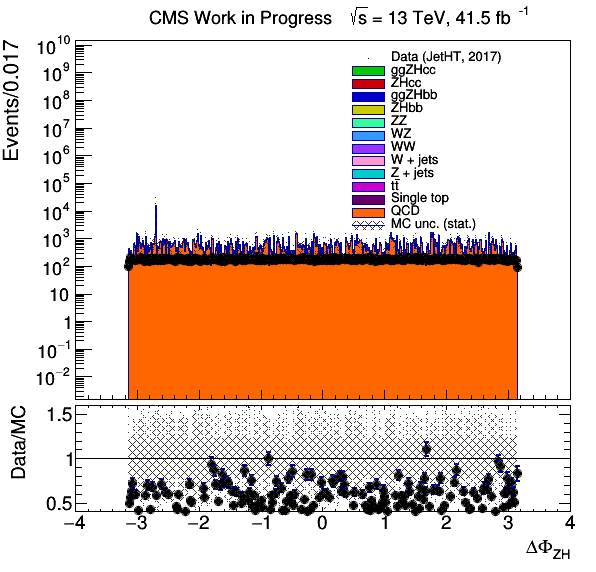 CMS Work in Progress √s = 13 TeV, 41.5 fb⁻¹
Events/0.017
10¹⁰
10⁹
10⁸
10⁷
10⁶
10⁵
10⁴
10³
10²
10
1
10⁻¹
10⁻²
Data (JetHT, 2017)
ggZHcc
ZHcc
ggZHbb
ZHbb
ZZ
WZ
WW
W + jets
Z + jets
tt̄
Single top
QCD
MC unc. (stat.)
Data/MC
1.5
1
0.5
−4 −3 −2 −1 0 1 2 3 4
ΔΦ_ZH